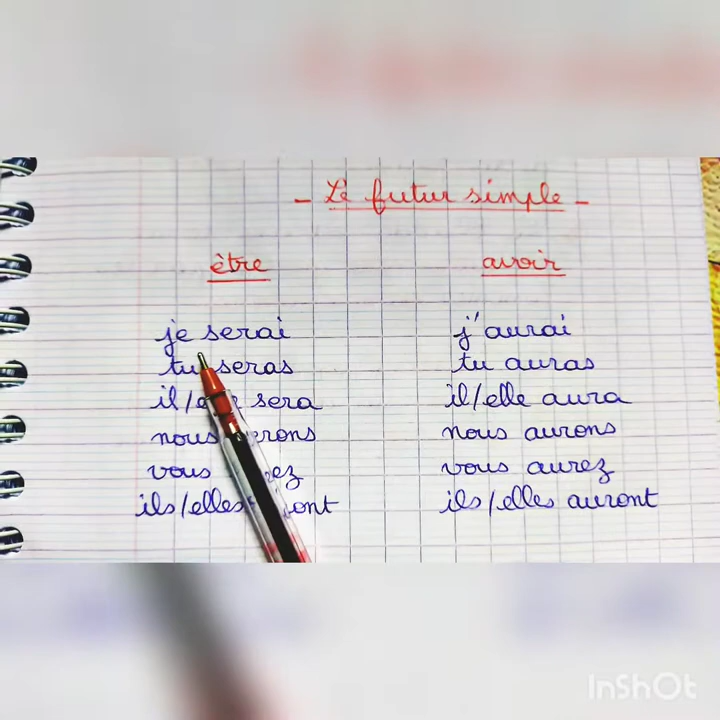 - Le futur simple -
être avoir
je serai j'aurai
tu seras tu auras
il/ sera il/elle aura
nous nous aurons
vous vous aurez
ils/elles ils/elles auront
InShOt